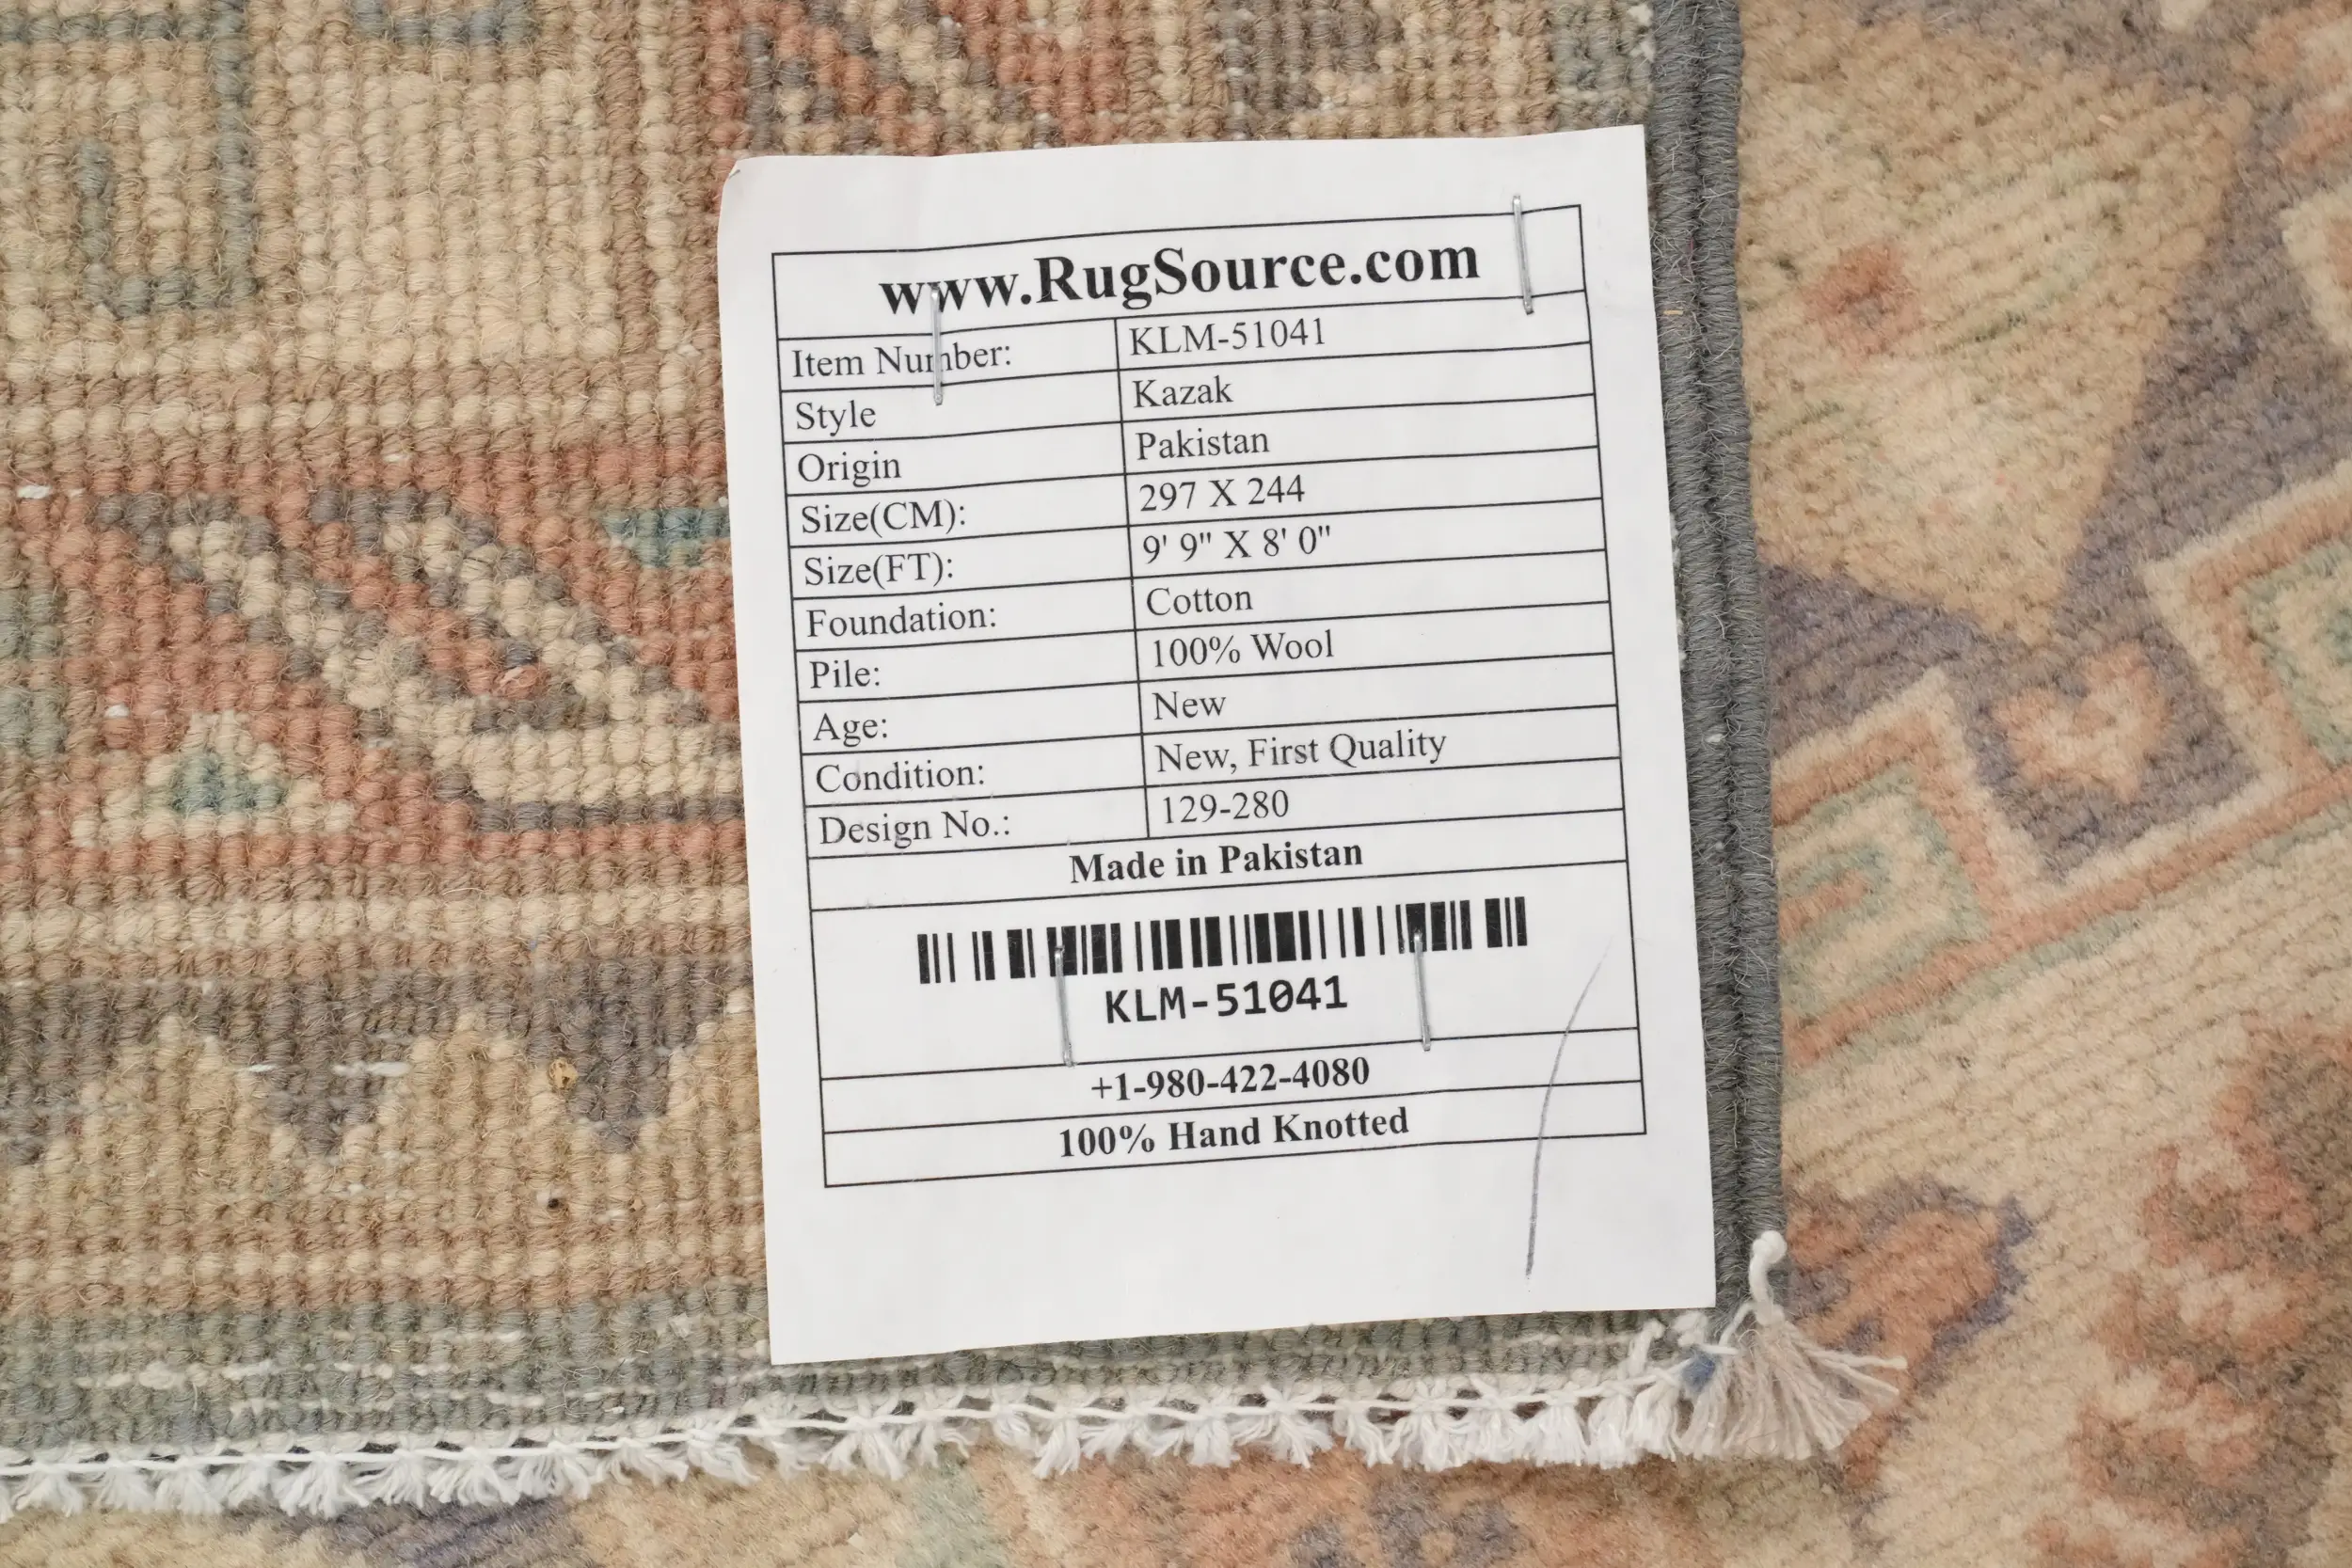 www.RugSource.com
Item Number: KLM-51041
Style Kazak
Origin Pakistan
Size(CM): 297 X 244
Size(FT): 9' 9" X 8' 0"
Foundation: Cotton
Pile: 100% Wool
Age: New
Condition: New, First Quality
Design No.: 129-280
Made in Pakistan
KLM-51041
+1-980-422-4080
100% Hand Knotted